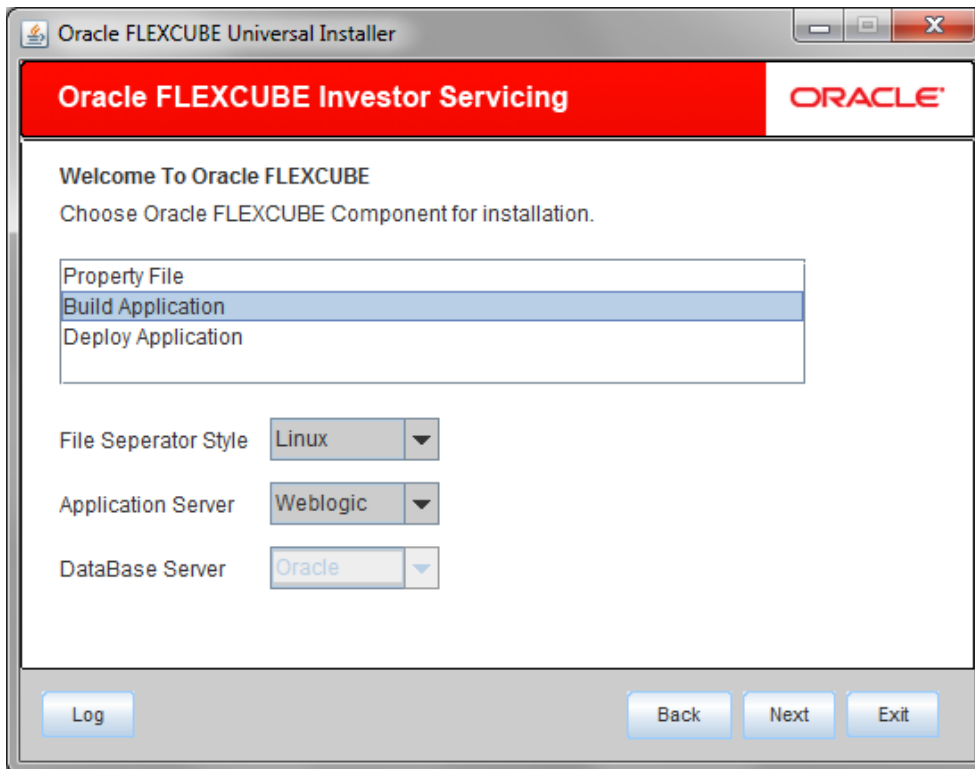 Oracle FLEXCUBE Universal Installer
Oracle FLEXCUBE Investor Servicing
ORACLE
Welcome To Oracle FLEXCUBE
Choose Oracle FLEXCUBE Component for installation.
Property File
Build Application
Deploy Application
File Seperator Style Linux
Application Server Weblogic
DataBase Server Oracle
Log Back Next Exit